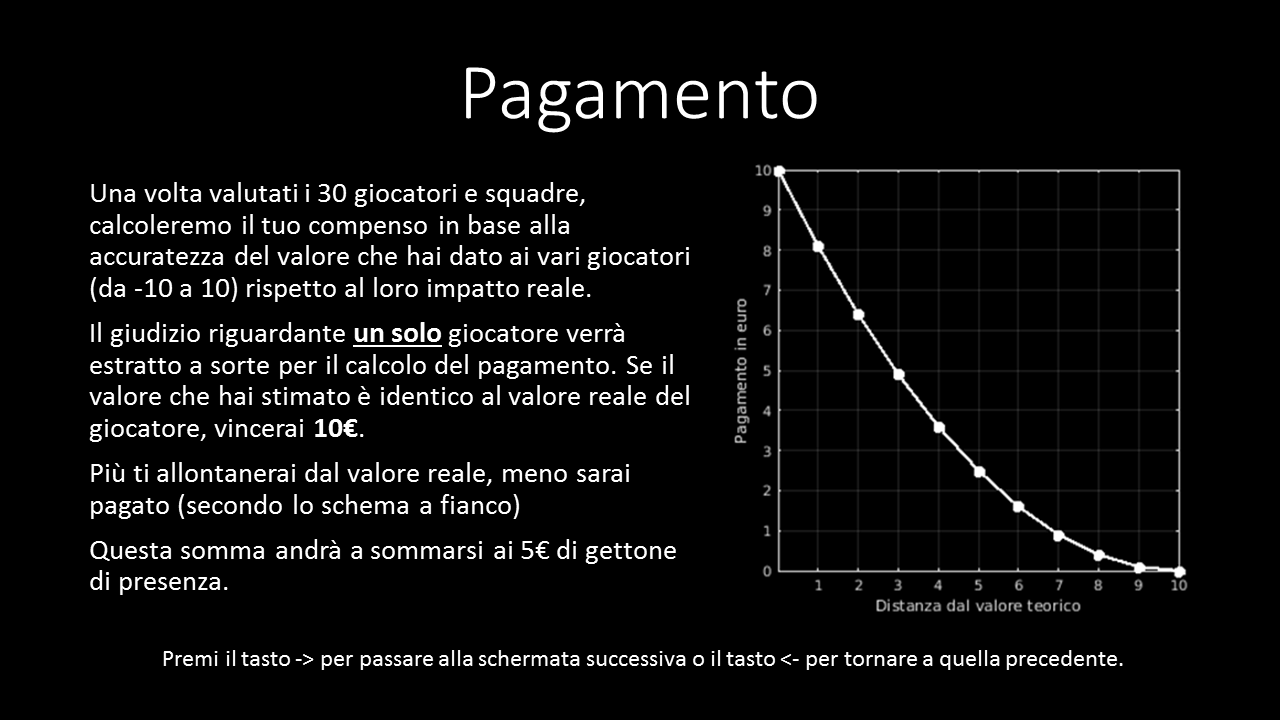 Pagamento
Una volta valutati i 30 giocatori e squadre,
calcoleremo il tuo compenso in base alla
accuratezza del valore che hai dato ai vari giocatori
(da -10 a 10) rispetto al loro impatto reale.
Il giudizio riguardante un solo giocatore verrà
estratto a sorte per il calcolo del pagamento. Se il
valore che hai stimato è identico al valore reale del
giocatore, vincerai 10€.
Più ti allontanerai dal valore reale, meno sarai
pagato (secondo lo schema a fianco)
Questa somma andrà a sommarsi ai 5€ di gettone
di presenza.
Pagamento in euro
10
9
8
7
6
5
4
3
2
1
0
1 2 3 4 5 6 7 8 9 10
Distanza dal valore teorico
Premi il tasto -> per passare alla schermata successiva o il tasto <- per tornare a quella precedente.